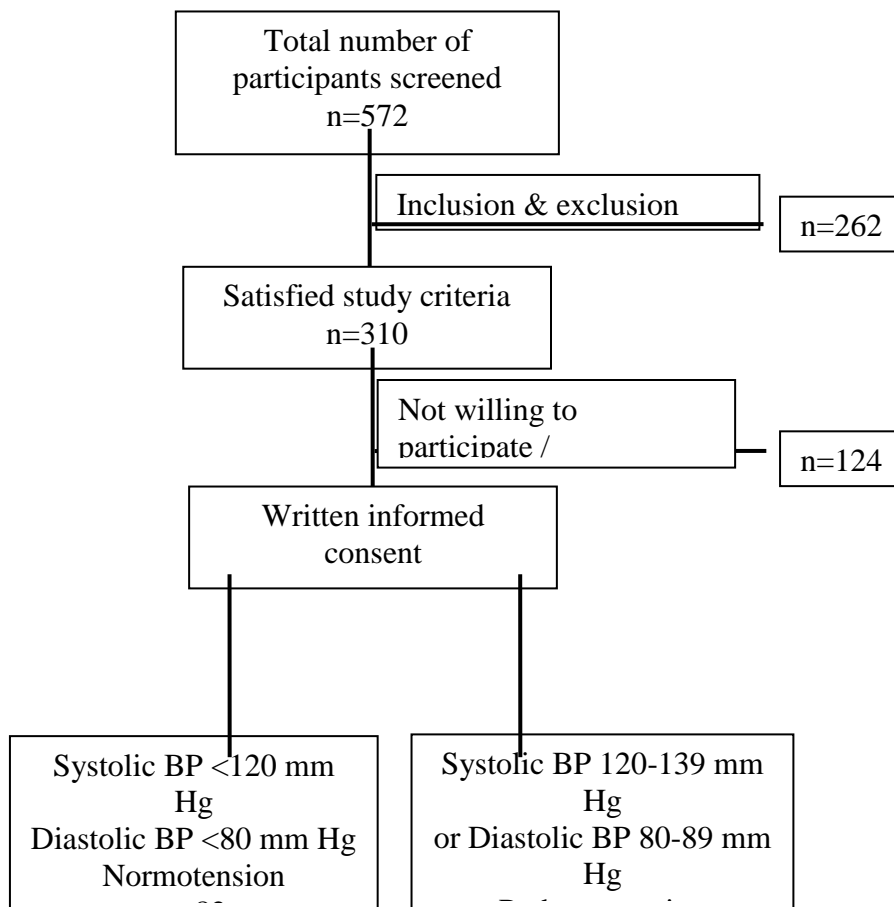 Total number of
participants screened
n=572
Inclusion & exclusion
n=262
Satisfied study criteria
n=310
Not willing to
participate /
n=124
Written informed
consent
Systolic BP <120 mm
Hg
Diastolic BP <80 mm Hg
Normotension
Systolic BP 120-139 mm
Hg
or Diastolic BP 80-89 mm
Hg